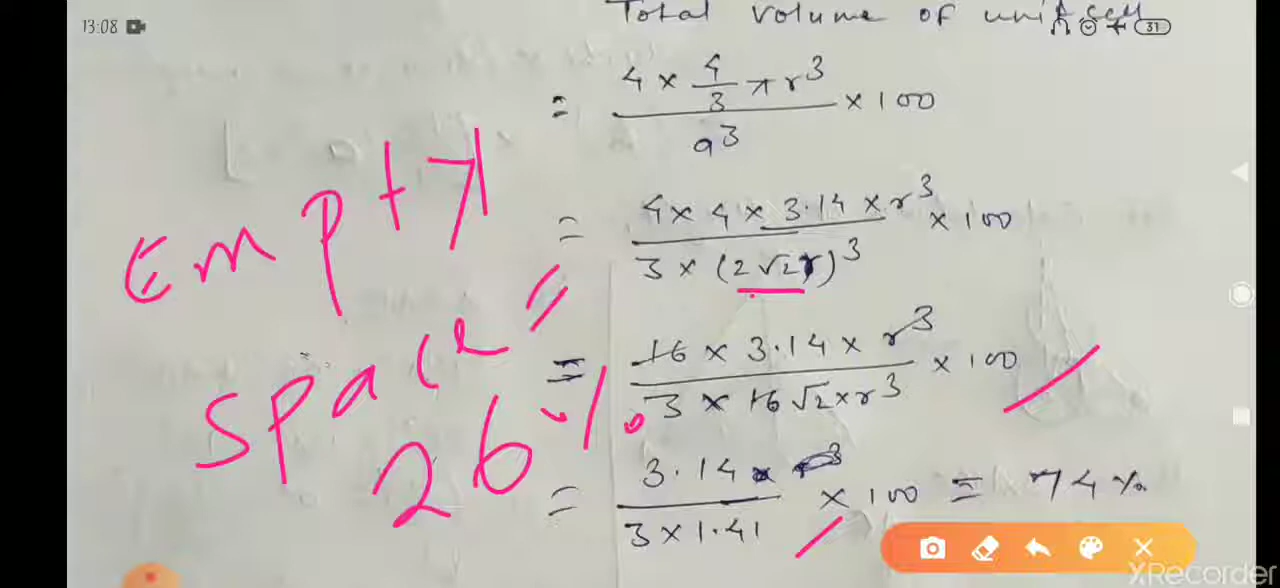 13:08
31
Total volume of unit cell
= 4 × 4/3 π r³ / a³ × 100
= 4 × 4 × 3.14 × r³ / 3 × (2√2r)³ × 100
= 16 × 3.14 × r³ / 3 × 16√2 × r³ × 100
= 3.14 / 3 × 1.41 × 100 = 74%
Empty
Space =
26%
XRecorder